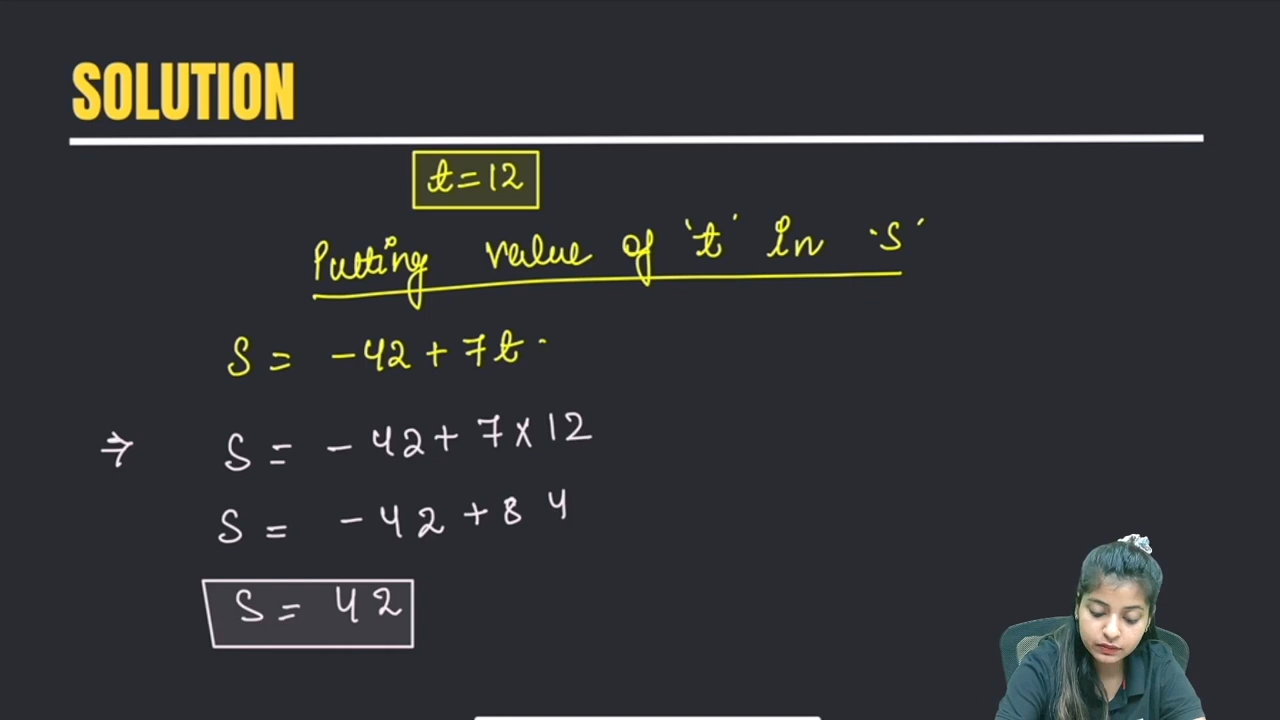 SOLUTION
t=12
Putting value of 't' in 's'
S = -42+7t.
⇒ S = -42+7×12
S = -42+84
S = 42